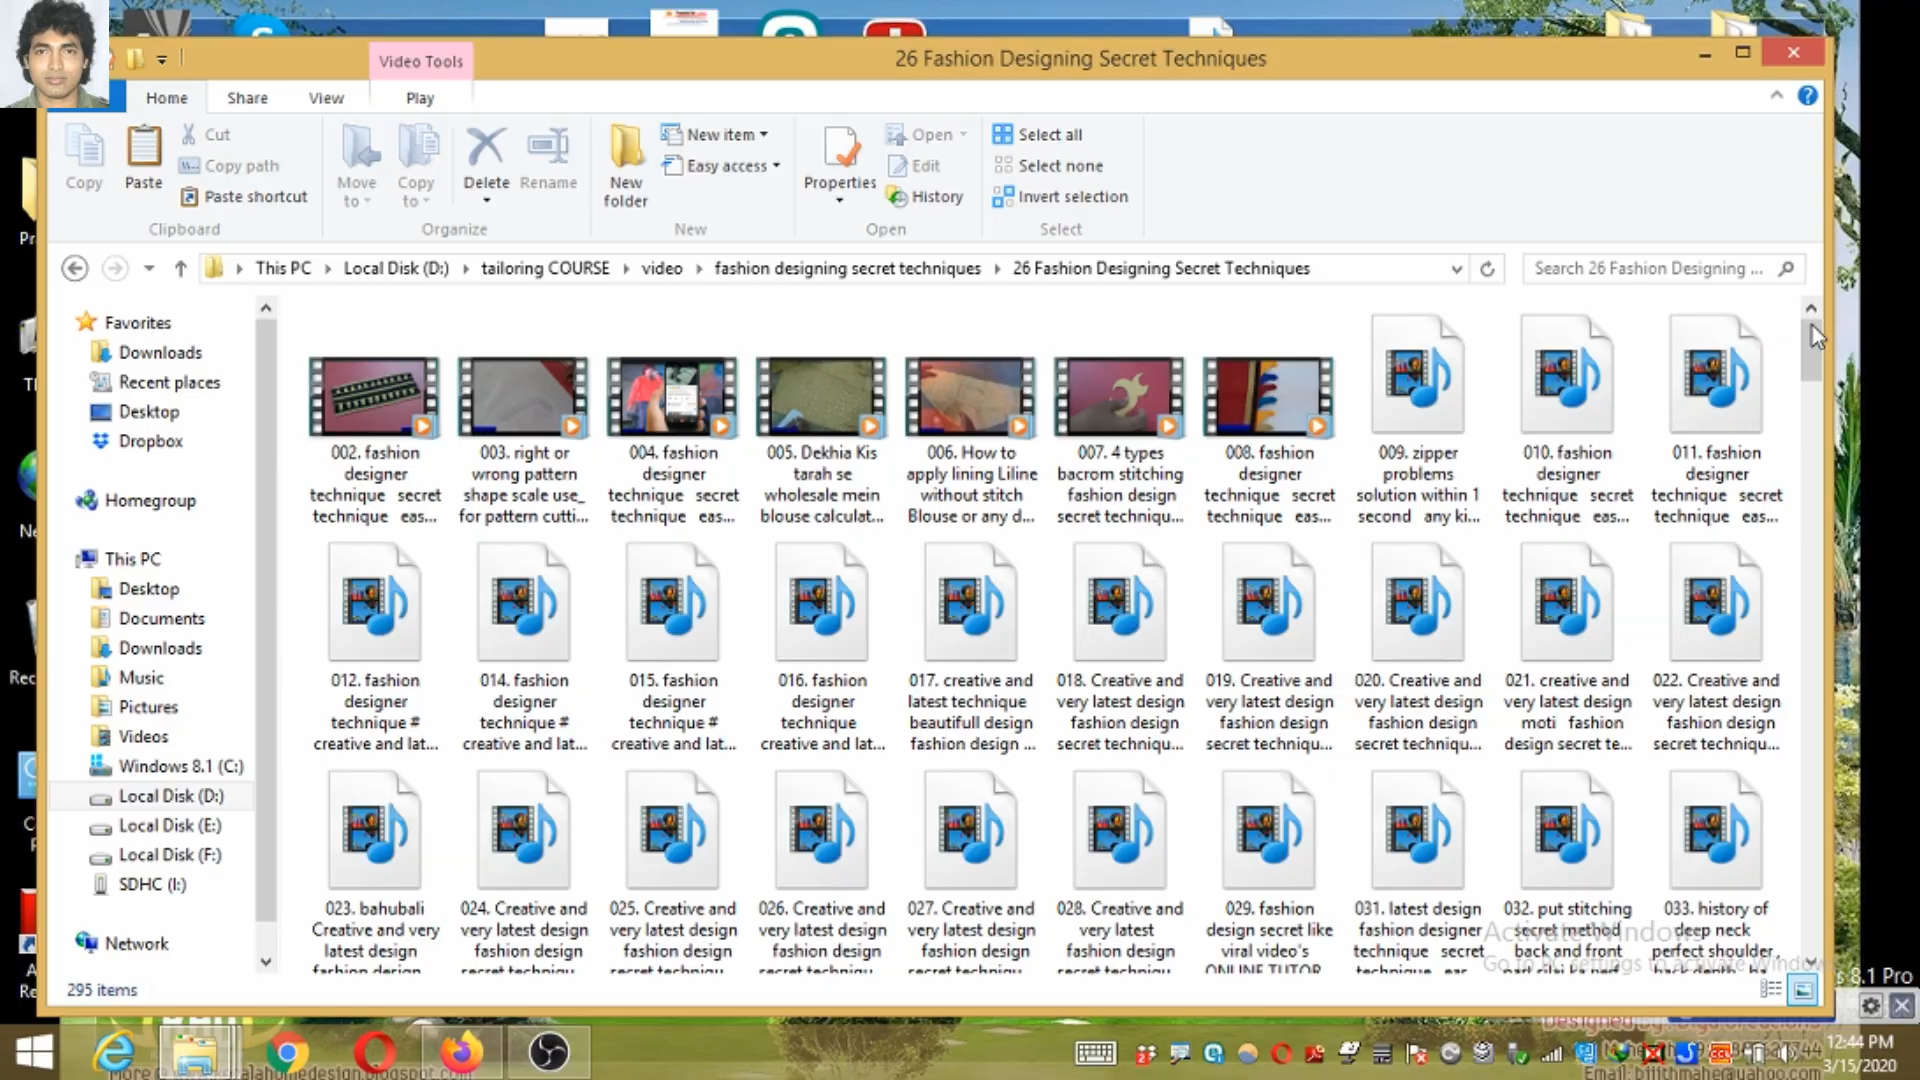 Video Tools
26 Fashion Designing Secret Techniques
Home
Share
View
Play
Copy
Paste
Cut
Copy path
Paste shortcut
Clipboard
Move to
Copy to
Delete
Rename
Organize
New folder
New item
Easy access
New
Properties
Open
Edit
History
Open
Select all
Select none
Invert selection
Select
This PC
Local Disk (D:)
tailoring COURSE
video
fashion designing secret techniques
26 Fashion Designing Secret Techniques
Search 26 Fashion Designing ...
Favorites
Downloads
Recent places
Desktop
Dropbox
Homegroup
This PC
Desktop
Documents
Downloads
Music
Pictures
Videos
Windows 8.1 (C:)
Local Disk (D:)
Local Disk (E:)
Local Disk (F:)
SDHC (I:)
Network
002. fashion
designer
technique secret
technique eas...
003. right or
wrong pattern
shape scale use_
for pattern cutti...
004. fashion
designer
technique secret
technique eas...
005. Dekhia Kis
tarah se
wholesale mein
blouse calculat...
006. How to
apply lining Liline
without stitch
Blouse or any d...
007. 4 types
bacrom stitching
fashion design
secret techniqu...
008. fashion
designer
technique secret
technique eas...
009. zipper
problems
solution within 1
second any ki...
010. fashion
designer
technique secret
technique eas...
011. fashion
designer
technique secret
technique eas...
012. fashion
designer
technique #
creative and lat...
014. fashion
designer
technique #
creative and lat...
015. fashion
designer
technique #
creative and lat...
016. fashion
designer
technique
creative and lat...
017. creative and
latest technique
beautifull design
fashion design ...
018. Creative and
very latest design
fashion design
secret techniqu...
019. Creative and
very latest design
fashion design
secret techniqu...
020. Creative and
very latest design
fashion design
secret techniqu...
021. creative and
very latest design
moti fashion
design secret te...
022. Creative and
very latest design
fashion design
secret techniqu...
023. bahubali
Creative and very
latest design
fashion design
024. Creative and
very latest design
fashion design
secret techniqu...
025. Creative and
very latest design
fashion design
secret techniqu...
026. Creative and
very latest design
fashion design
secret techniqu...
027. Creative and
very latest design
fashion design
secret techniqu...
028. Creative and
very latest
fashion design
secret techniqu...
029. fashion
design secret like
viral video's
ONLINE TUTOR
031. latest design
fashion designer
technique secret
technique eas...
032. put stitching
secret method
back and front
033. history of
deep neck
perfect shoulder,
Activate Windows
Go to PC settings to activate Windows
295 items
s 8.1 Pro
12:44 PM
3/15/2020